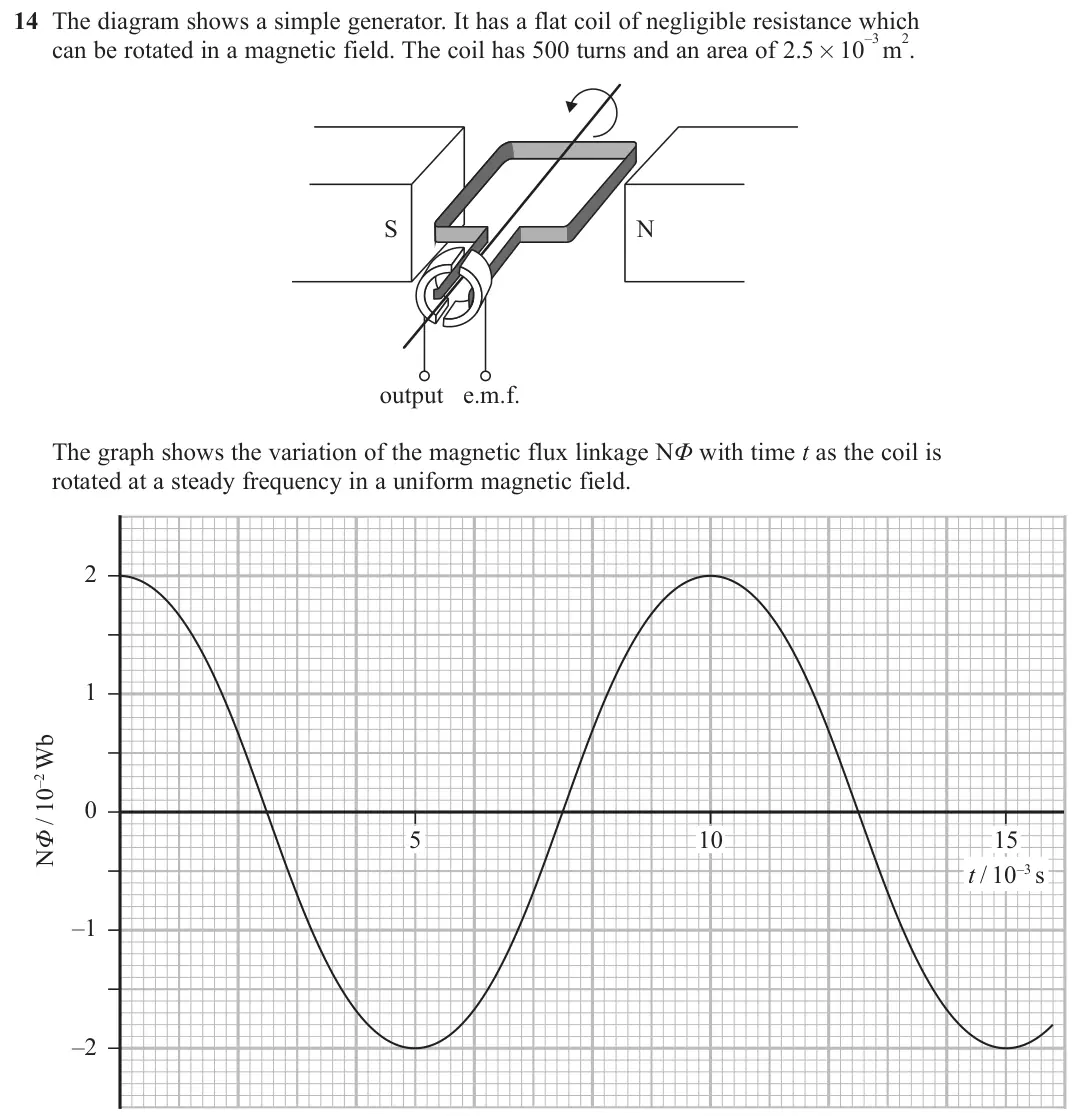 14 The diagram shows a simple generator. It has a flat coil of negligible resistance which
can be rotated in a magnetic field. The coil has 500 turns and an area of 2.5 × 10⁻³ m².
S
N
output e.m.f.
The graph shows the variation of the magnetic flux linkage NΦ with time t as the coil is
rotated at a steady frequency in a uniform magnetic field.
2
1
0
5 10 15
t / 10⁻³ s
NΦ / 10⁻² Wb
−1
−2